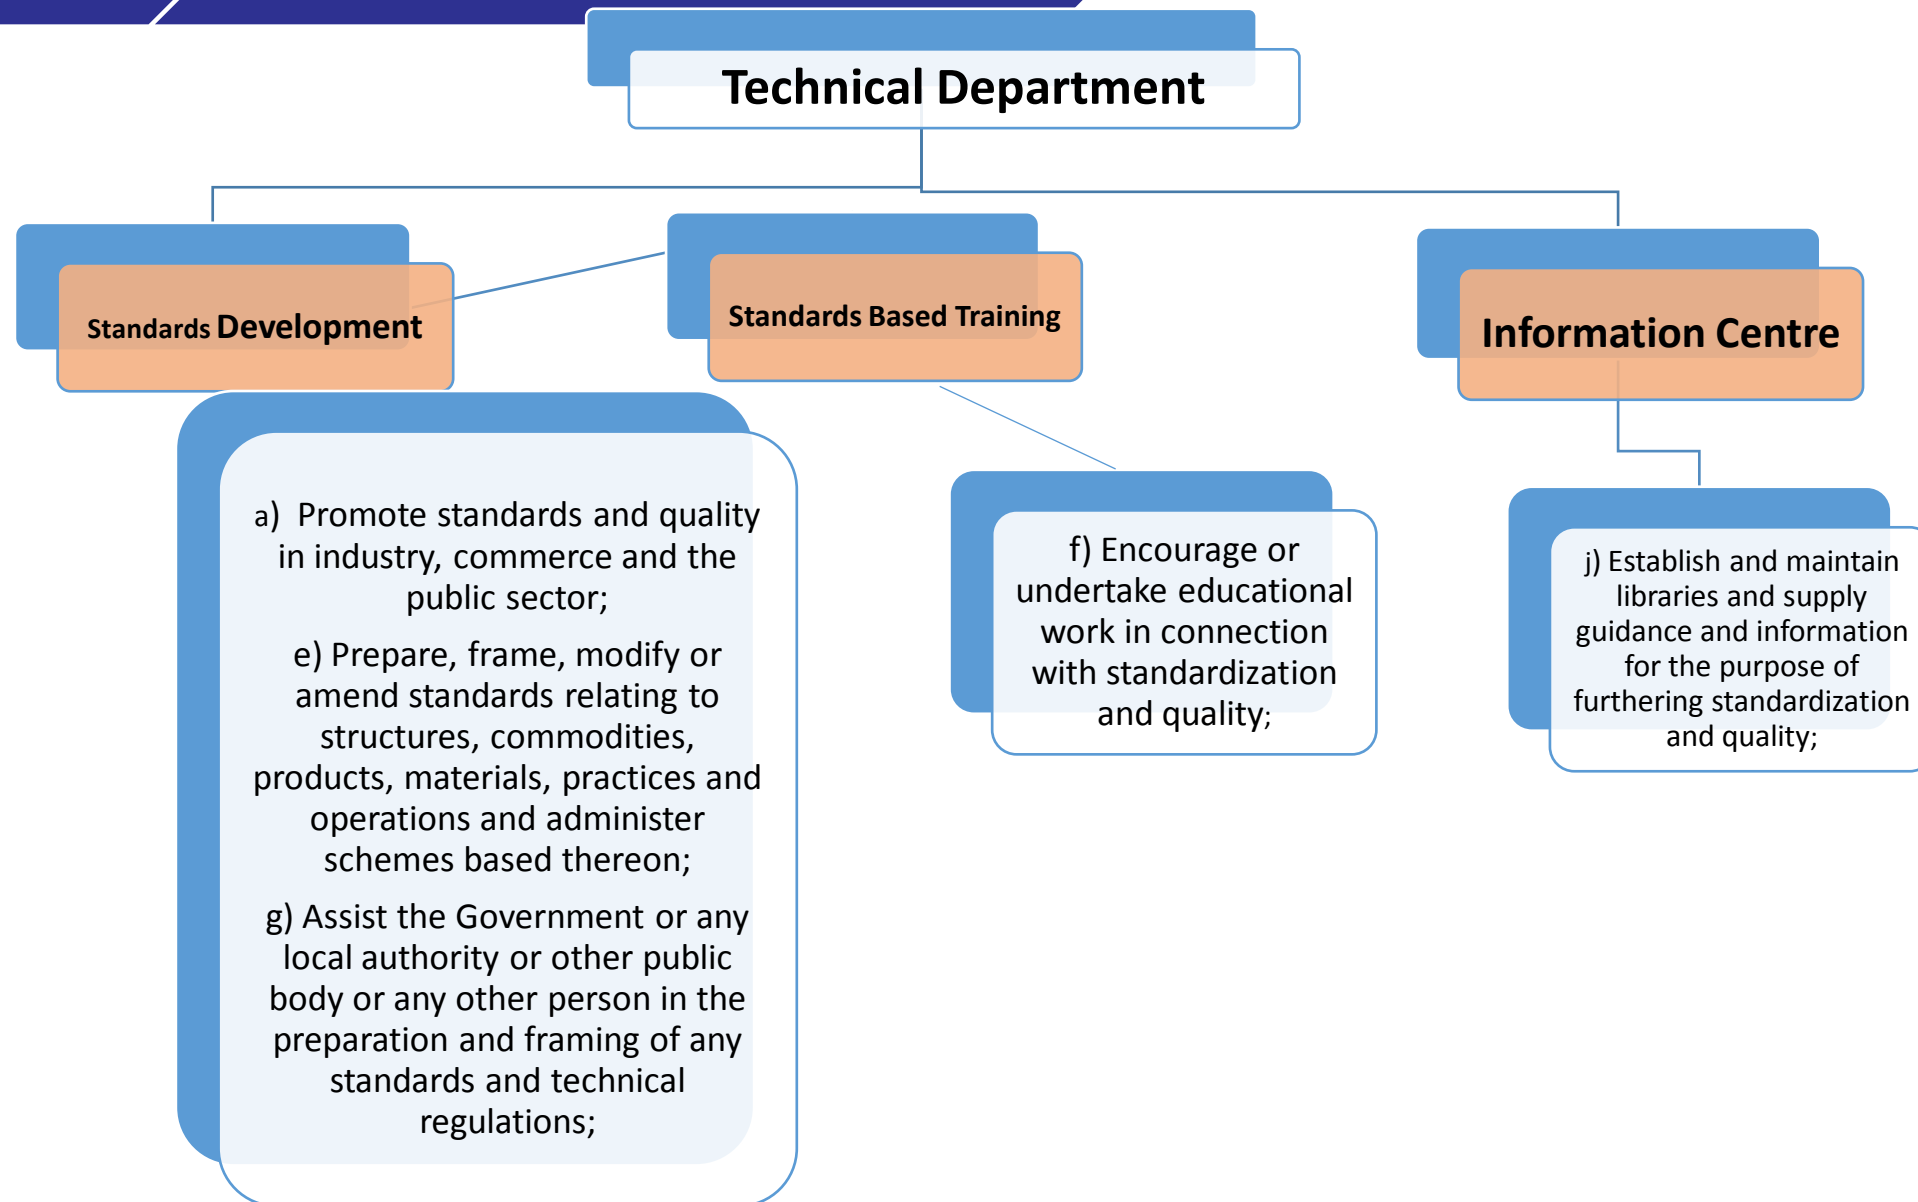 Technical Department
Standards Development
Standards Based Training
Information Centre
a) Promote standards and quality
in industry, commerce and the
public sector;
e) Prepare, frame, modify or
amend standards relating to
structures, commodities,
products, materials, practices and
operations and administer
schemes based thereon;
g) Assist the Government or any
local authority or other public
body or any other person in the
preparation and framing of any
standards and technical
regulations;
f) Encourage or
undertake educational
work in connection
with standardization
and quality;
j) Establish and maintain
libraries and supply
guidance and information
for the purpose of
furthering standardization
and quality;